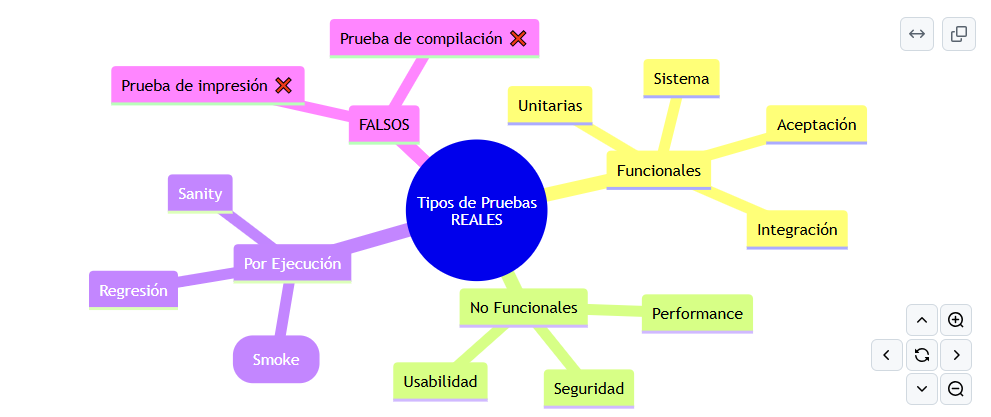 Prueba de compilación ❌
Prueba de impresión ❌
FALSOS
Sistema
Unitarias
Aceptación
Funcionales
Integración
Tipos de Pruebas
REALES
Sanity
Por Ejecución
Regresión
Smoke
No Funcionales
Performance
Usabilidad
Seguridad